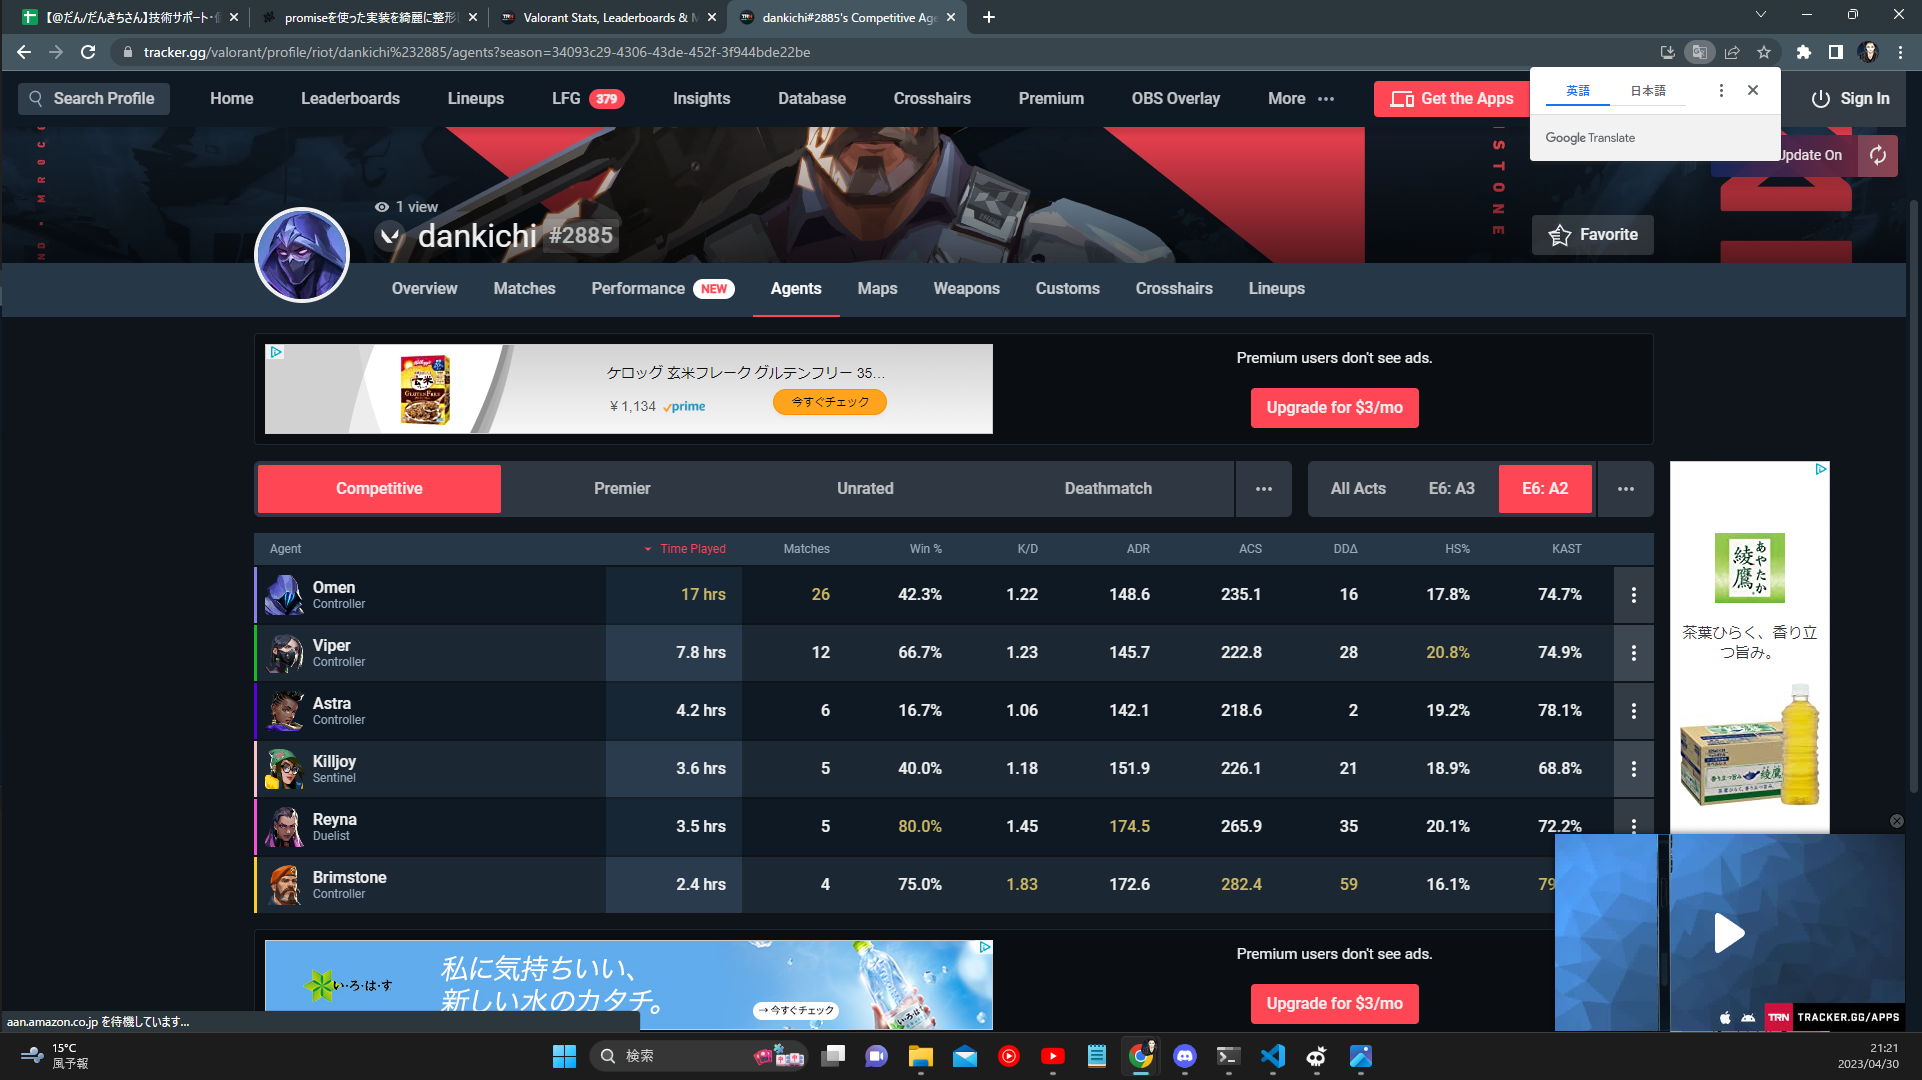 【@だん/だんきちさん】技術サポート・
promiseを使った実装を綺麗に整形
Valorant Stats, Leaderboards &
dankichi#2885's Competitive Age
tracker.gg/valorant/profile/riot/dankichi%232885/agents?season=34093c29-4306-43de-452f-3f944bde22be
英語
日本語
Google Translate
Search Profile
Home
Leaderboards
Lineups
LFG
379
Insights
Database
Crosshairs
Premium
OBS Overlay
More
Get the Apps
Sign In
Update On
1 view
dankichi
#2885
Favorite
Overview
Matches
Performance
NEW
Agents
Maps
Weapons
Customs
Crosshairs
Lineups
ケロッグ 玄米フレーク グルテンフリー 35…
¥ 1,134
prime
今すぐチェック
Premium users don't see ads.
Upgrade for $3/mo
Competitive
Premier
Unrated
Deathmatch
All Acts
E6: A3
E6: A2
Agent Time Played Matches Win % K/D ADR ACS DDΔ HS% KAST
Omen
Controller
17 hrs 26 42.3% 1.22 148.6 235.1 16 17.8% 74.7%
Viper
Controller
7.8 hrs 12 66.7% 1.23 145.7 222.8 28 20.8% 74.9%
Astra
Controller
4.2 hrs 6 16.7% 1.06 142.1 218.6 2 19.2% 78.1%
Killjoy
Sentinel
3.6 hrs 5 40.0% 1.18 151.9 226.1 21 18.9% 68.8%
Reyna
Duelist
3.5 hrs 5 80.0% 1.45 174.5 265.9 35 20.1% 72.2%
Brimstone
Controller
2.4 hrs 4 75.0% 1.83 172.6 282.4 59 16.1% 79
あやたか
綾鷹
茶葉ひらく、香り立
つ旨み。
い・ろ・は・す
私に気持ちいい、
新しい水のカタチ。
→ 今すぐチェック
Premium users don't see ads.
Upgrade for $3/mo
TRN
TRACKER.GG/APPS
aan.amazon.co.jp を待機しています...
15°C
風予報
検索
21:21
2023/04/30